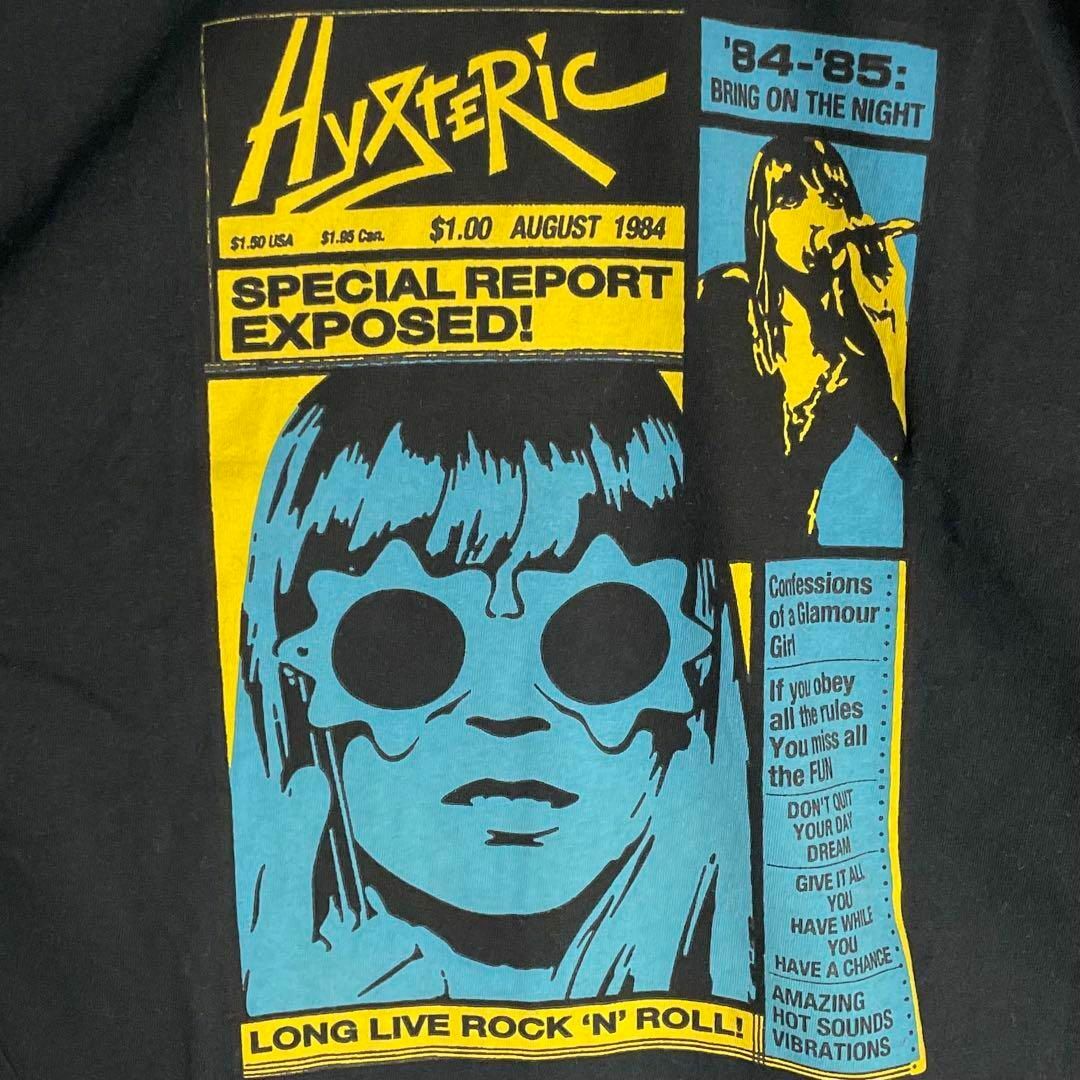 HySteRic
$1.50 USA $1.95 Can. $1.00 AUGUST 1984
SPECIAL REPORT
EXPOSED!
'84-'85:
BRING ON THE NIGHT
Confessions
of a Glamour
Girl
If you obey
all the rules
You miss all
the FUN
DON'T QUIT
YOUR DAY
DREAM
GIVE IT ALL
YOU
HAVE WHILE
YOU
HAVE A CHANCE
AMAZING
HOT SOUNDS
VIBRATIONS
LONG LIVE ROCK 'N' ROLL!